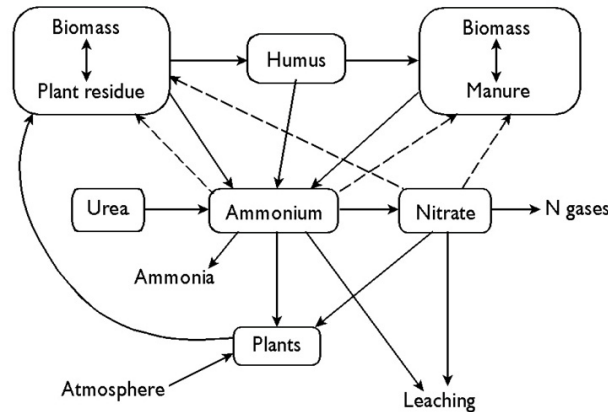 Biomass
Plant residue
Humus
Biomass
Manure
Urea
Ammonium
Nitrate
N gases
Ammonia
Plants
Atmosphere
Leaching